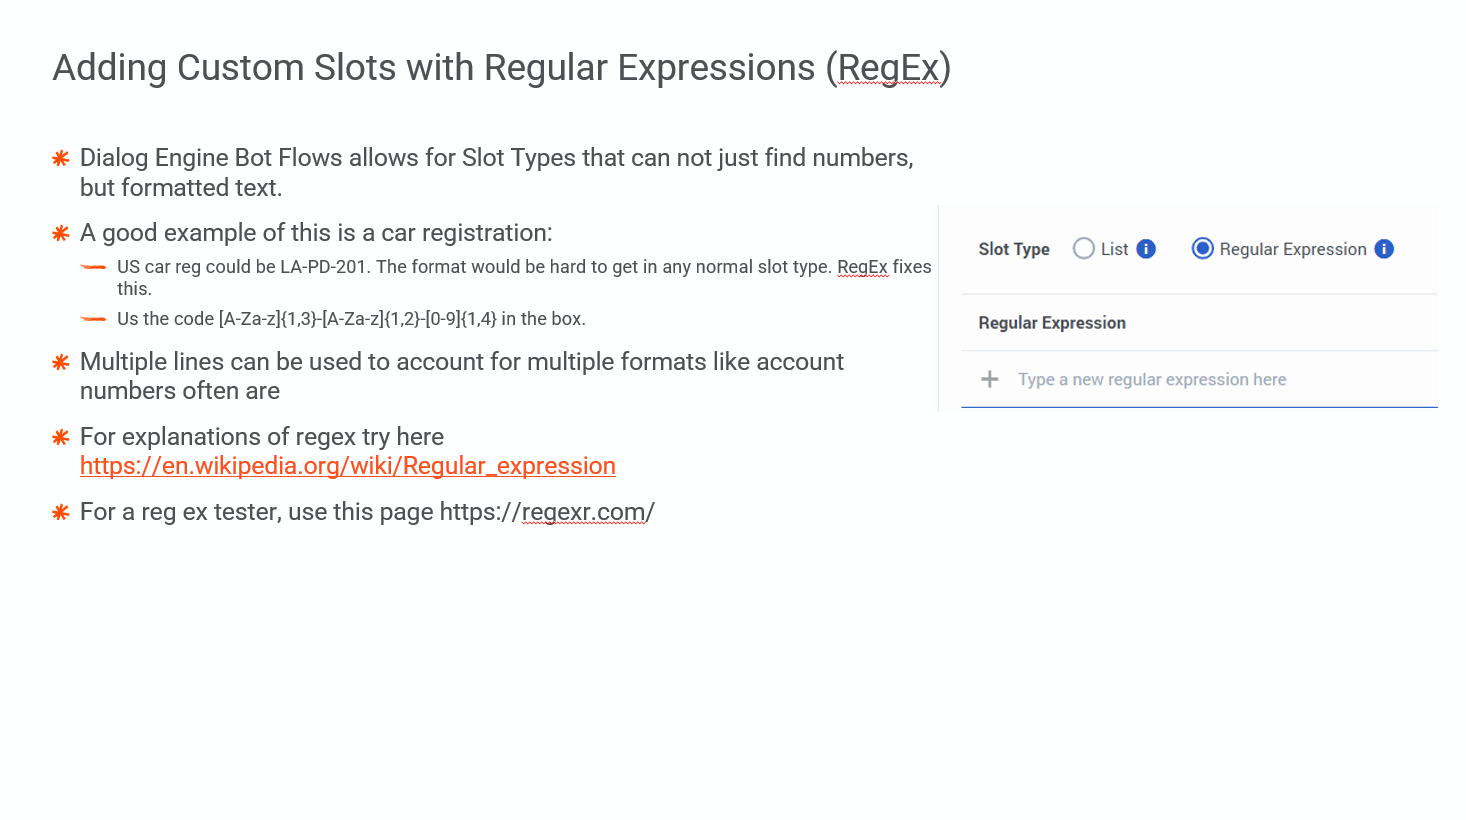 Adding Custom Slots with Regular Expressions (RegEx)
Dialog Engine Bot Flows allows for Slot Types that can not just find numbers,
but formatted text.
A good example of this is a car registration:
US car reg could be LA-PD-201. The format would be hard to get in any normal slot type. RegEx fixes
this.
Us the code [A-Za-z]{1,3}-[A-Za-z]{1,2}-[0-9]{1,4} in the box.
Multiple lines can be used to account for multiple formats like account
numbers often are
For explanations of regex try here
https://en.wikipedia.org/wiki/Regular_expression
For a reg ex tester, use this page https://regexr.com/
Slot Type List i Regular Expression i
Regular Expression
+ Type a new regular expression here